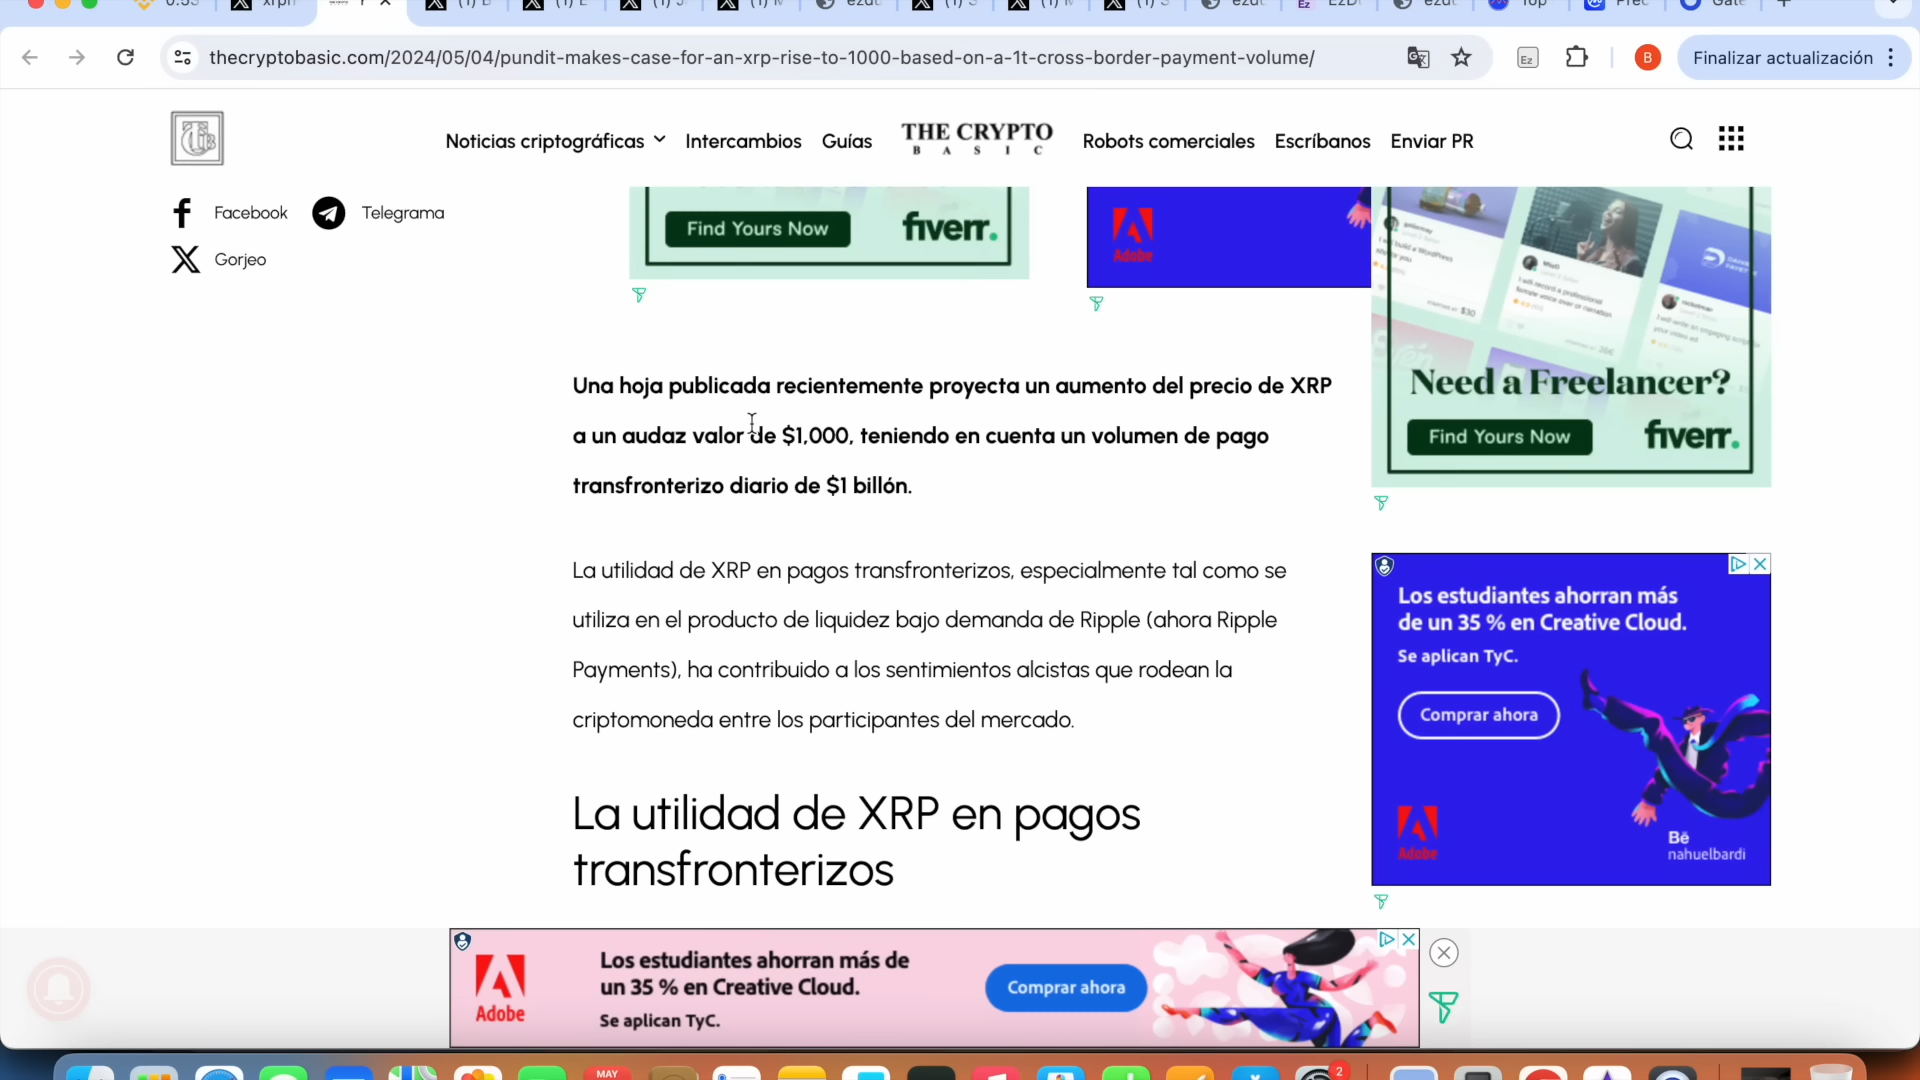 thecryptobasic.com/2024/05/04/pundit-makes-case-for-an-xrp-rise-to-1000-based-on-a-1t-cross-border-payment-volume/
Ez
B
Finalizar actualización
Noticias criptográficas
Intercambios
Guías
THE CRYPTO
BASIC
Robots comerciales
Escríbanos
Enviar PR
Facebook
Telegrama
Gorjeo
Find Yours Now
fiverr.
Adobe
Need a Freelancer?
Find Yours Now
fiverr.
Una hoja publicada recientemente proyecta un aumento del precio de XRP
a un audaz valor de $1,000, teniendo en cuenta un volumen de pago
transfronterizo diario de $1 billón.
La utilidad de XRP en pagos transfronterizos, especialmente tal como se
utiliza en el producto de liquidez bajo demanda de Ripple (ahora Ripple
Payments), ha contribuido a los sentimientos alcistas que rodean la
criptomoneda entre los participantes del mercado.
La utilidad de XRP en pagos
transfronterizos
Los estudiantes ahorran más
de un 35 % en Creative Cloud.
Se aplican TyC.
Comprar ahora
Adobe
Bē
nahuelbardi
Adobe
Los estudiantes ahorran más de
un 35 % en Creative Cloud.
Se aplican TyC.
Comprar ahora
MAY
2